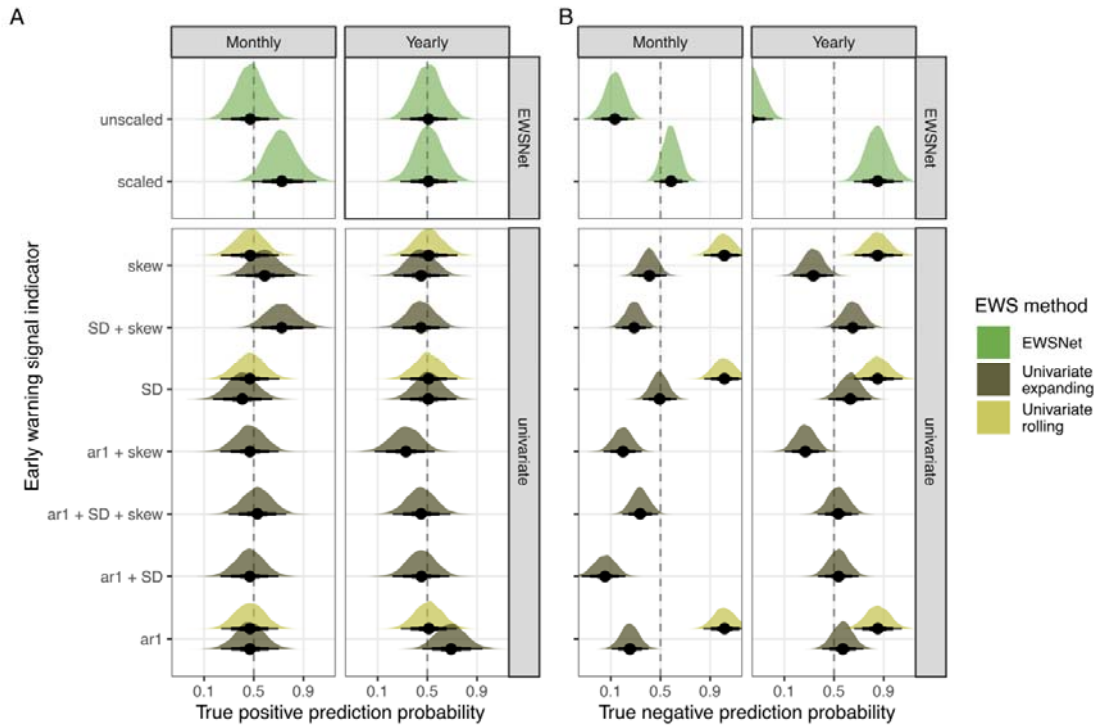 A
B
Monthly
Yearly
Monthly
Yearly
unscaled
scaled
EWSNet
EWSNet
Early warning signal indicator
skew
SD + skew
SD
ar1 + skew
ar1 + SD + skew
ar1 + SD
ar1
univariate
univariate
0.1 0.5 0.9
0.1 0.5 0.9
0.1 0.5 0.9
0.1 0.5 0.9
True positive prediction probability
True negative prediction probability
EWS method
EWSNet
Univariate
expanding
Univariate
rolling